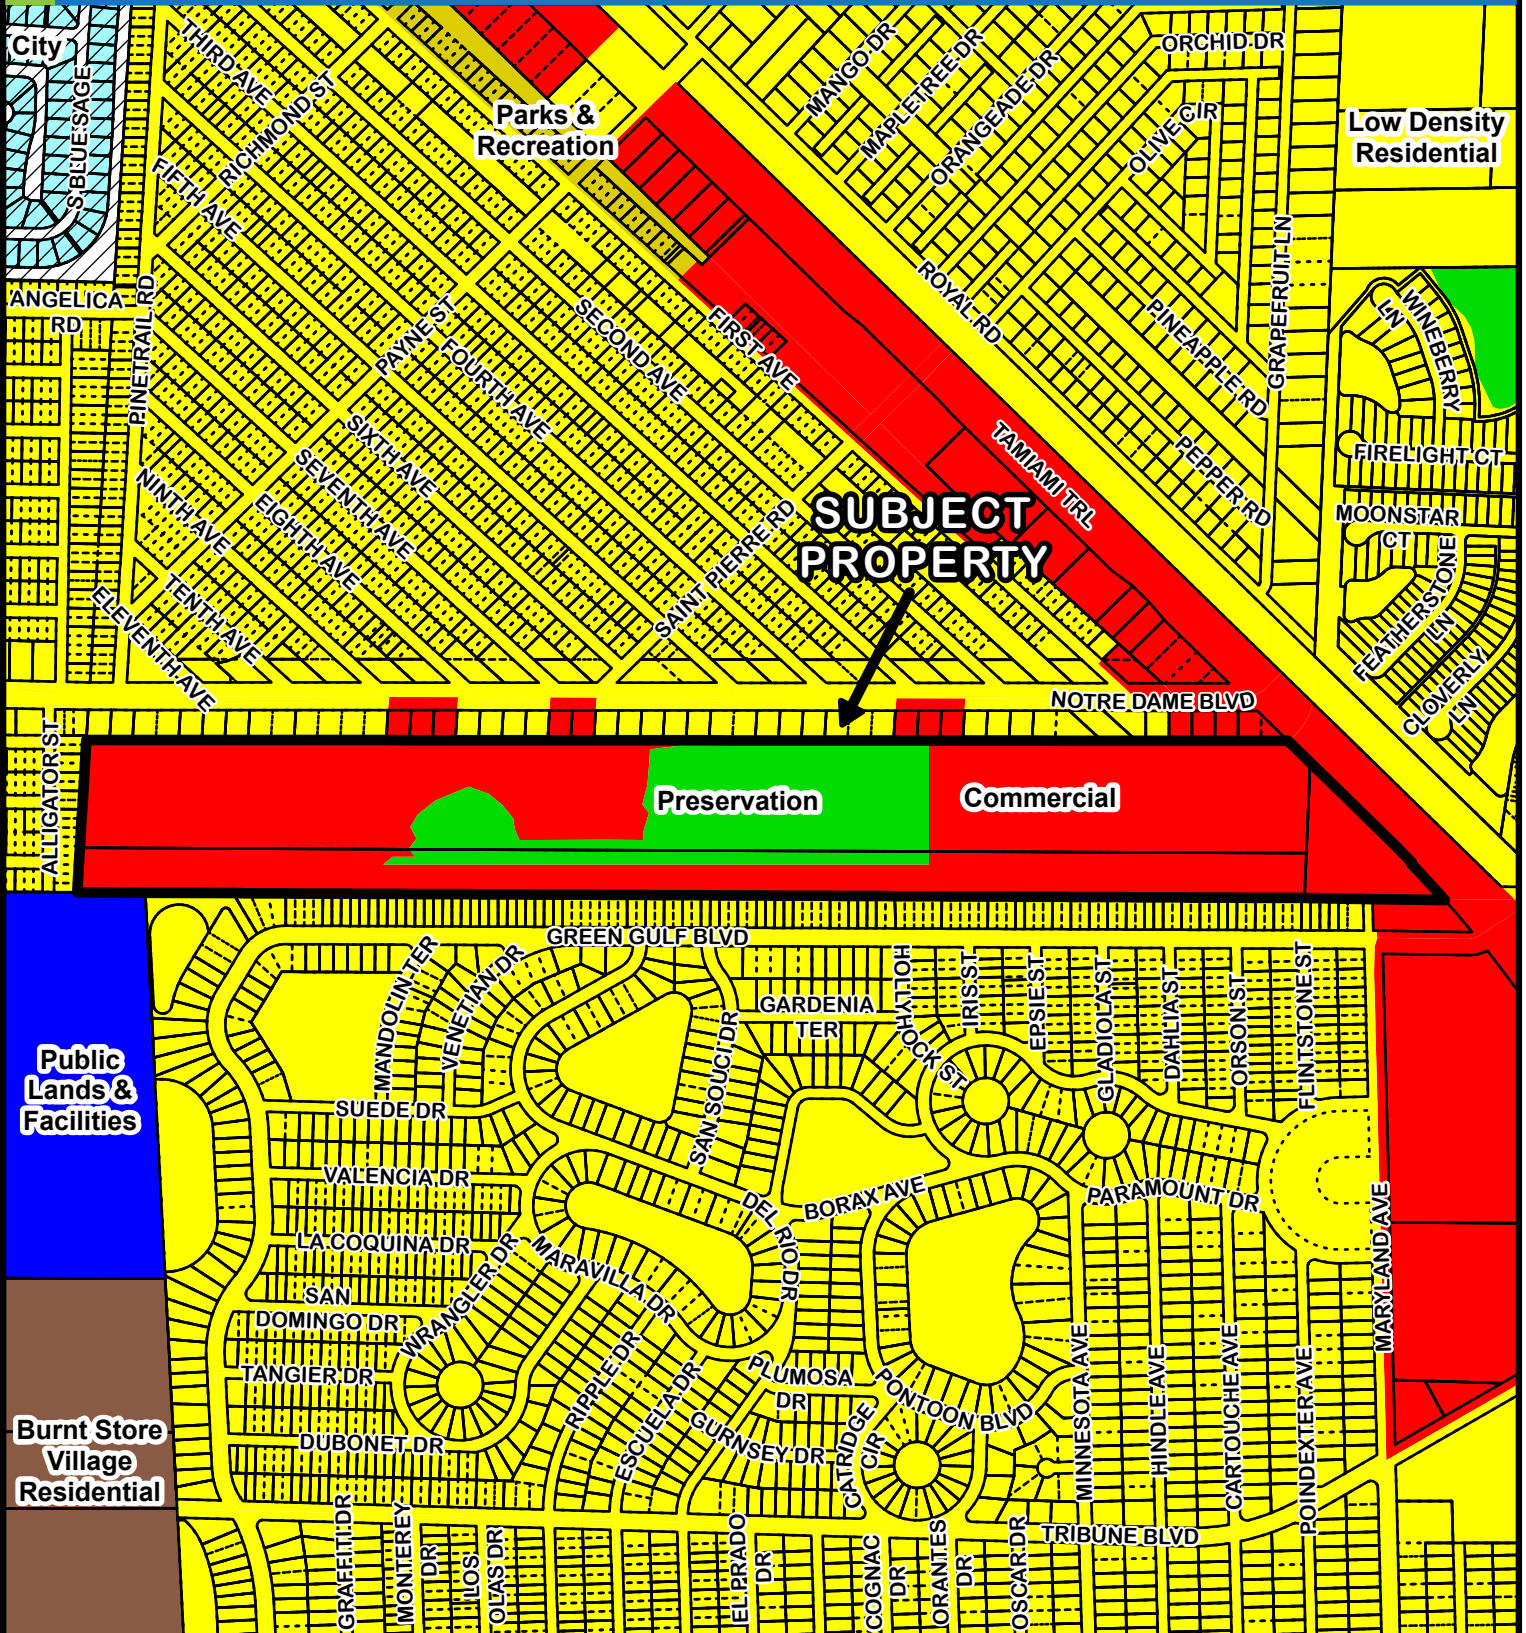 City
S. BLUE SAGE
THIRD AVE
RICHMOND ST
FIFTH AVE
Parks &
Recreation
MANGO DR
MAPLETREE DR
ORANGEADE DR
ORCHID DR
OLIVE CIR
Low Density
Residential
ANGELICA
RD
PINETRAIL RD
PAYNE ST
SECOND AVE
FOURTH AVE
FIRST AVE
ROYAL RD
GRAPEFRUIT LN
PINEAPPLE RD
PEPPER RD
WINEBERRY
LN
FIRELIGHT CT
MOONSTAR
CT
SIXTH AVE
SEVENTH AVE
NINTH AVE
EIGHTH AVE
TENTH AVE
ELEVENTH AVE
SAINT PIERRE RD
TAMIAMI TRL
SUBJECT
PROPERTY
FEATHERSTONE
LN
CLOVERLY
LN
NOTRE DAME BLVD
ALLIGATOR ST
Preservation
Commercial
GREEN GULF BLVD
MANDOLIN TER
VENETIAN DR
SAN SOUCI DR
GARDENIA
TER
HOLLYHOCK ST
IRIS ST
EPSIE ST
GLADIOLA ST
DAHLIA ST
ORSON ST
FLINTSTONE ST
Public
Lands &
Facilities
SUEDE DR
VALENCIA DR
LA COQUINA DR
SAN
DOMINGO DR
TANGIER DR
WRANGLER DR
MARAVILLA DR
DEL RIO DR
BORAX AVE
PARAMOUNT DR
MARYLAND AVE
RIPPLE DR
ESCUELA DR
PLUMOSA
DR
GURNSEY DR
CATRIDGE
CIR
PONTOON BLVD
MINNESOTA AVE
HINDLE AVE
CARTOUCHE AVE
POINDEXTER AVE
DUBONET DR
Burnt Store
Village
Residential
GRAFFITI DR
MONTEREY
DR
LOS
OLAS DR
EL PRADO
DR
COGNAC
DR
ORANTES
DR
OSCAR DR
TRIBUNE BLVD